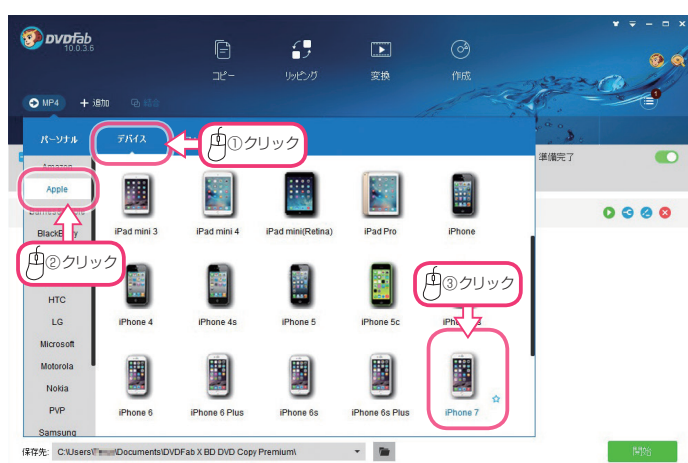 DVDFab
10.0.3.6
コピー
リッピング
変換
作成
MP4
追加
結合
1
パーソナル
デバイス
①クリック
準備完了
Amazon
Apple
BlackBerry
②クリック
HTC
LG
Microsoft
Motorola
Nokia
PVP
Samsung
iPad mini 3
iPad mini 4
iPad mini(Retina)
iPad Pro
iPhone
③クリック
iPhone 4
iPhone 4s
iPhone 5
iPhone 5c
iPhone 6
iPhone 6 Plus
iPhone 6s
iPhone 6s Plus
iPhone 7
保存先:
C:\Users\
\Documents\DVDFab X BD DVD Copy Premium\
開始